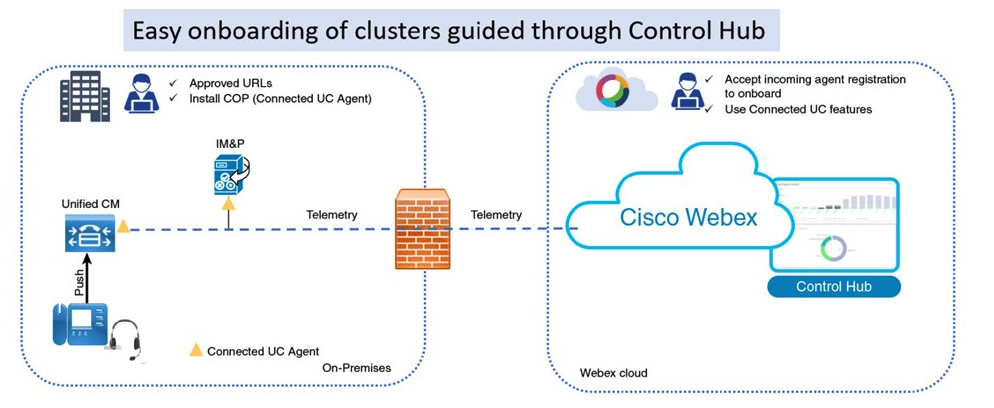 Easy onboarding of clusters guided through Control Hub
✓ Approved URLs
✓ Install COP (Connected UC Agent)
✓ Accept incoming agent registration
to onboard
✓ Use Connected UC features
IM&P
Unified CM
Telemetry
Telemetry
Cisco Webex
Push
Control Hub
Connected UC Agent
On-Premises
Webex cloud